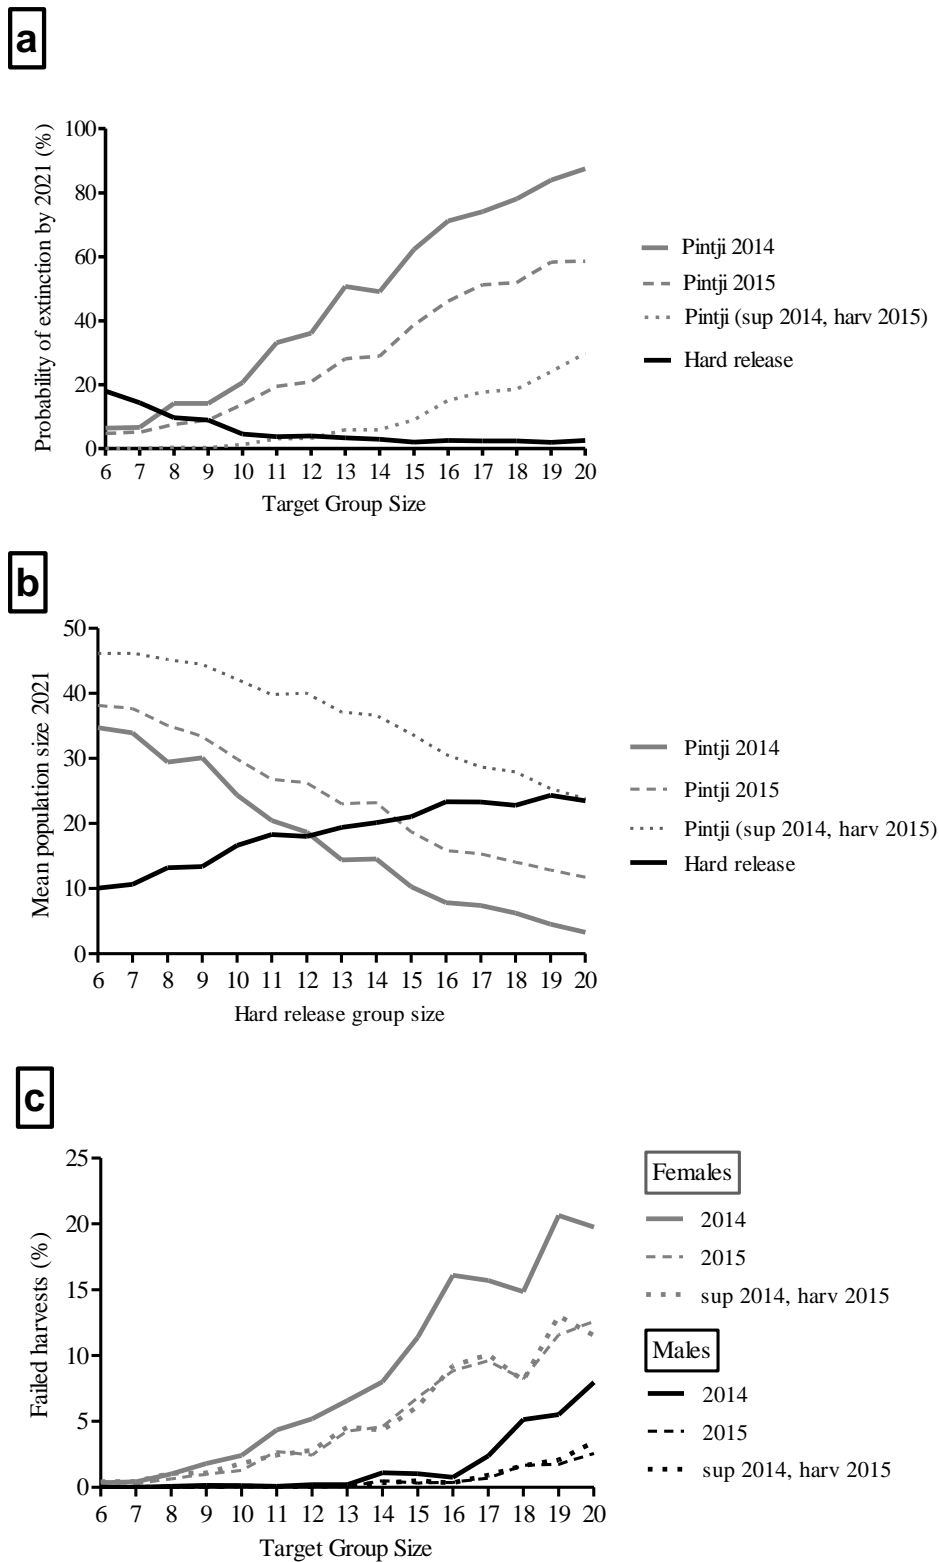 a
Probability of extinction by 2021 (%)
100
80
60
40
20
0
6 7 8 9 10 11 12 13 14 15 16 17 18 19 20
Target Group Size
Pintji 2014
Pintji 2015
Pintji (sup 2014, harv 2015)
Hard release
b
Mean population size 2021
50
40
30
20
10
0
6 7 8 9 10 11 12 13 14 15 16 17 18 19 20
Hard release group size
Pintji 2014
Pintji 2015
Pintji (sup 2014, harv 2015)
Hard release
c
Failed harvests (%)
25
20
15
10
5
0
6 7 8 9 10 11 12 13 14 15 16 17 18 19 20
Target Group Size
Females
2014
2015
sup 2014, harv 2015
Males
2014
2015
sup 2014, harv 2015